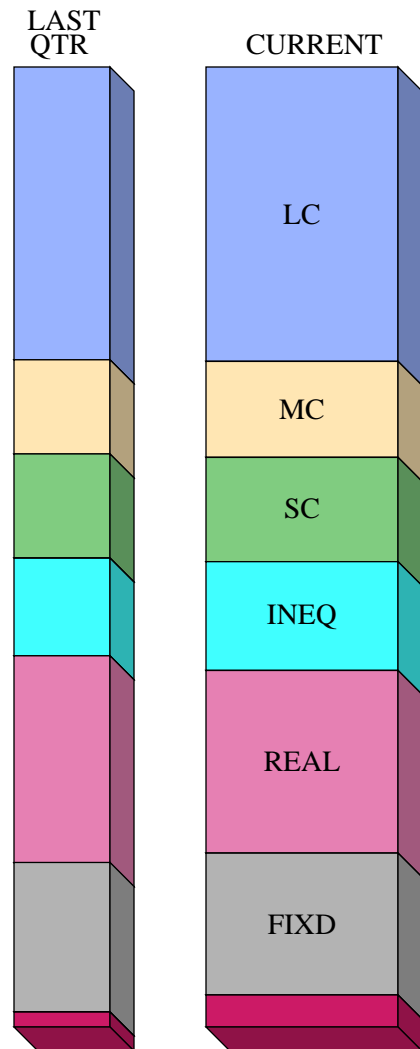 LAST
QTR
CURRENT
LC
MC
SC
INEQ
REAL
FIXD